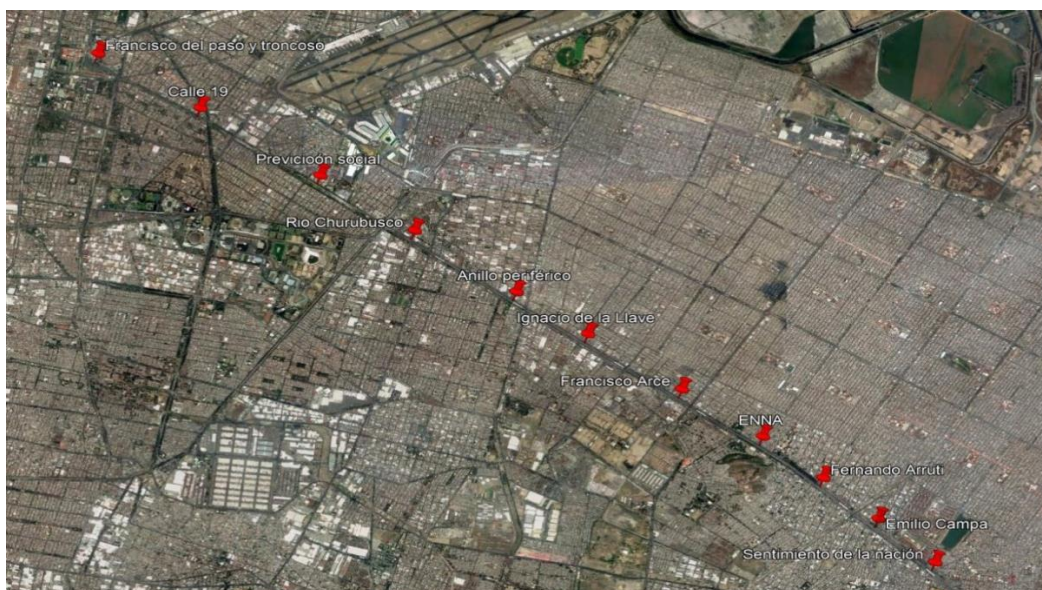 Francisco del paso y troncoso
Calle 19
Previcioón social
Rio Churubusco
Anillo periférico
Ignacio de la Llave
Francisco Arce
ENNA
Fernando Arruti
Emilio Campa
Sentimiento de la nación